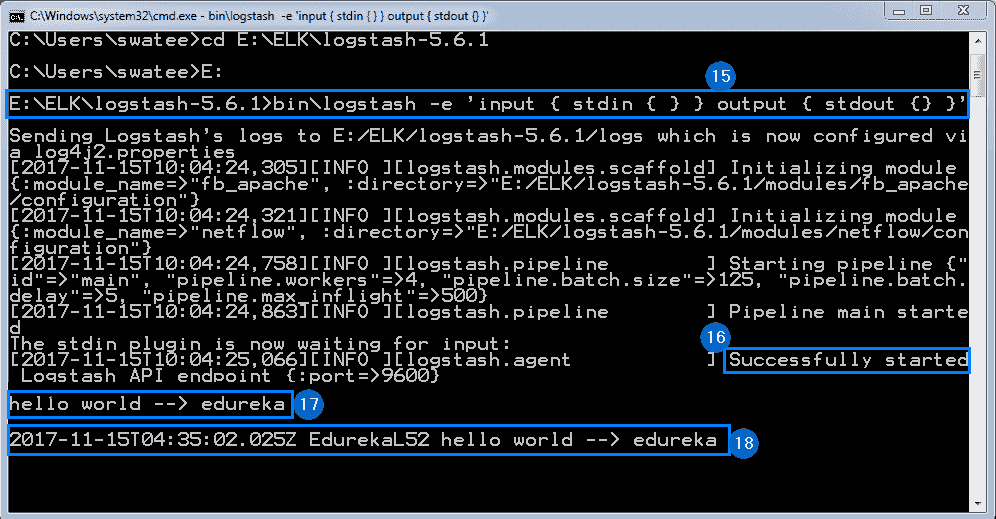 C:\Windows\system32\cmd.exe - bin\logstash -e 'input { stdin { } } output { stdout {} }'
C:\Users\swatee>cd E:\ELK\logstash-5.6.1
C:\Users\swatee>E:
15
E:\ELK\logstash-5.6.1>bin\logstash -e 'input { stdin { } } output { stdout {} }'
Sending Logstash's logs to E:/ELK/logstash-5.6.1/logs which is now configured vi
a log4j2.properties
[2017-11-15T10:04:24,305][INFO ][logstash.modules.scaffold] Initializing module
{:module_name=>"fb_apache", :directory=>"E:/ELK/logstash-5.6.1/modules/fb_apache
/configuration"}
[2017-11-15T10:04:24,321][INFO ][logstash.modules.scaffold] Initializing module
{:module_name=>"netflow", :directory=>"E:/ELK/logstash-5.6.1/modules/netflow/con
figuration"}
[2017-11-15T10:04:24,758][INFO ][logstash.pipeline        ] Starting pipeline {"
id"=>"main", "pipeline.workers"=>4, "pipeline.batch.size"=>125, "pipeline.batch.
delay"=>5, "pipeline.max_inflight"=>500}
[2017-11-15T10:04:24,863][INFO ][logstash.pipeline        ] Pipeline main starte
d
The stdin plugin is now waiting for input:
16
[2017-11-15T10:04:25,066][INFO ][logstash.agent           ] Successfully started
 Logstash API endpoint {:port=>9600}
hello world --> edureka
17
2017-11-15T04:35:02.025Z EdurekaL52 hello world --> edureka
18